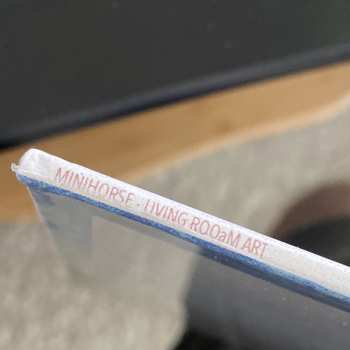 MINIHORSE - LIVING ROOaM ART